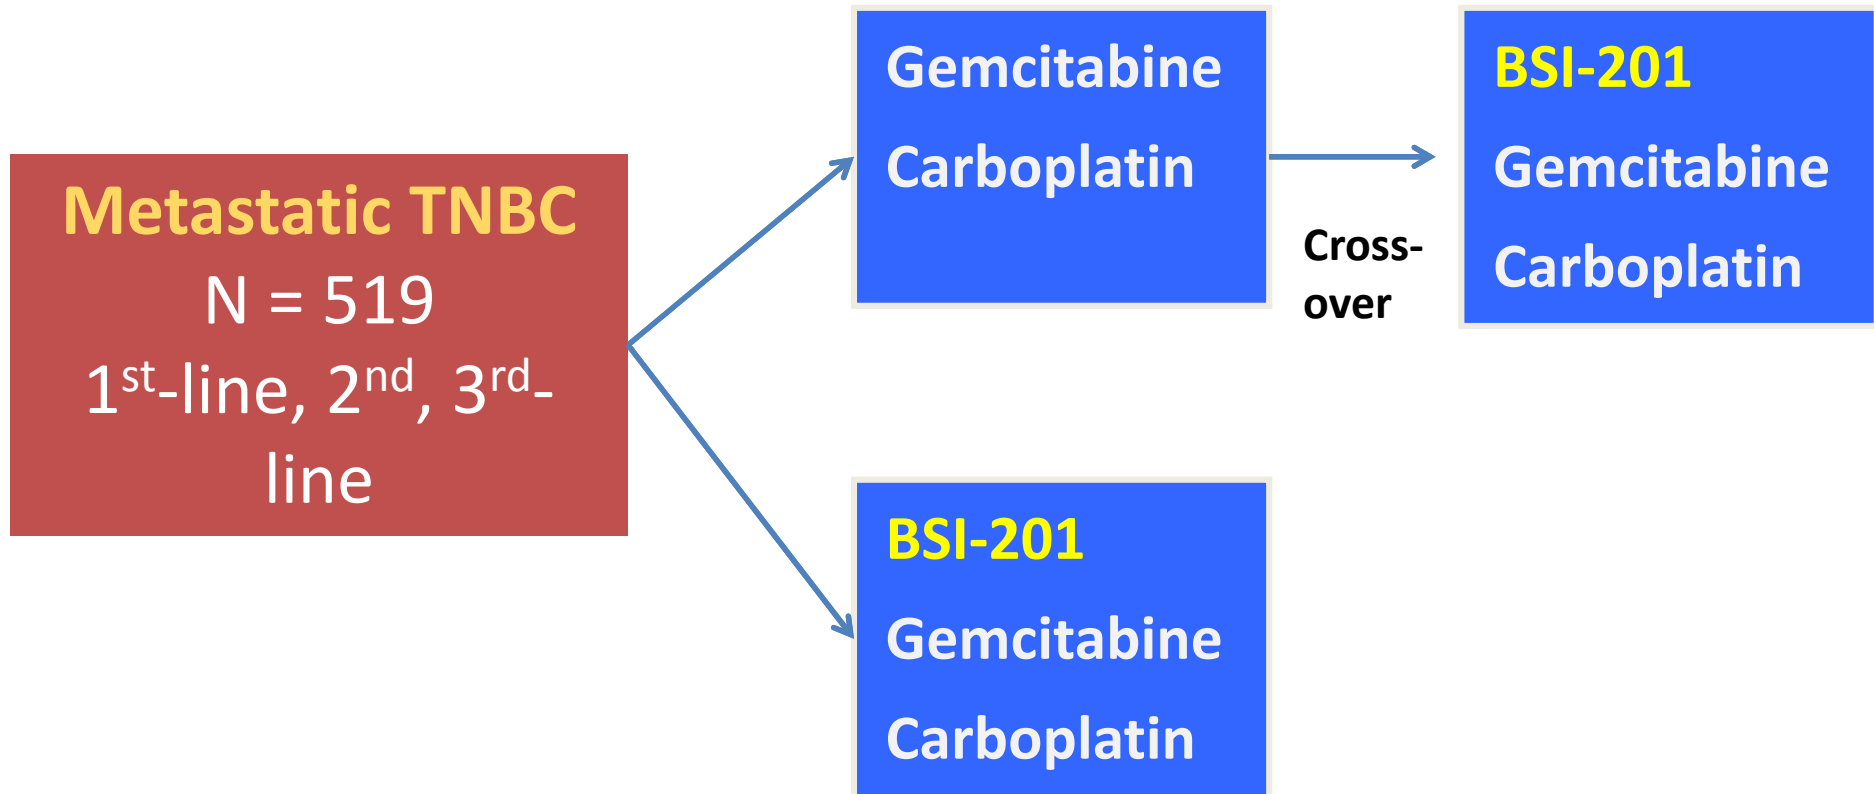 Metastatic TNBC
N = 519
1st-line, 2nd, 3rd-
line
Gemcitabine
Carboplatin
Cross-
over
BSI-201
Gemcitabine
Carboplatin
BSI-201
Gemcitabine
Carboplatin